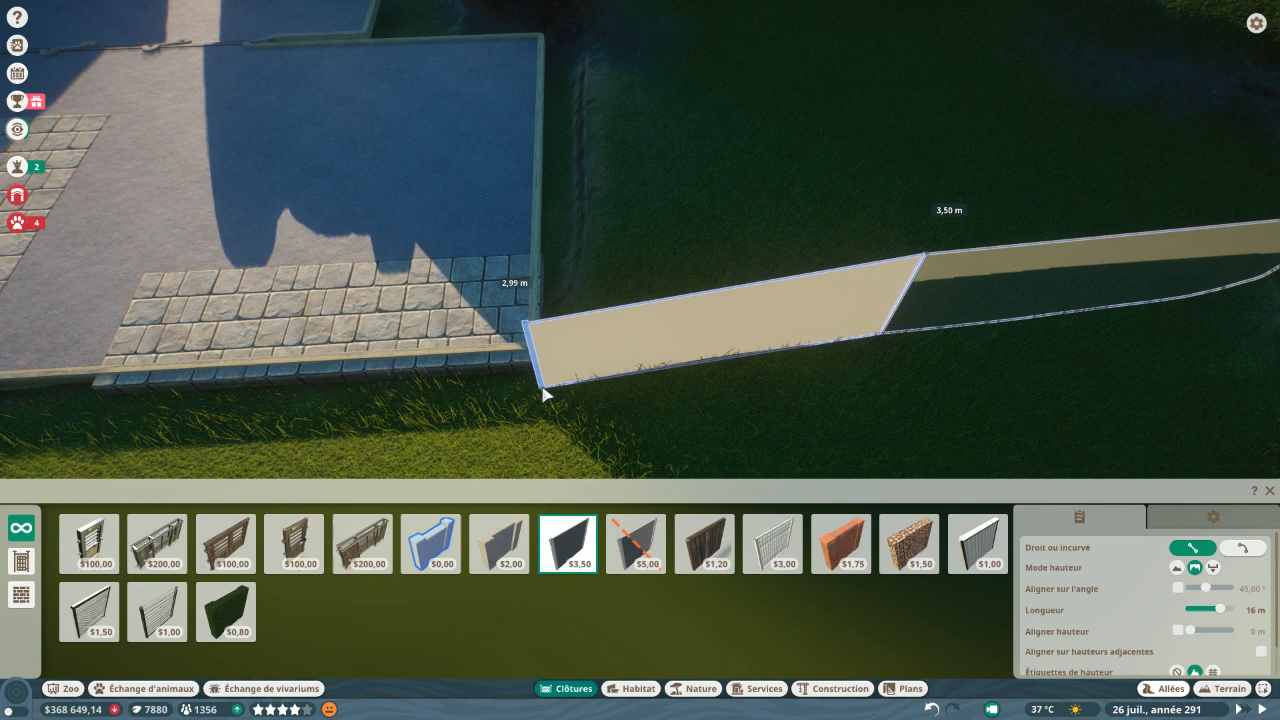 ?
2
4
3,50 m
2,99 m
?
$100,00
$200,00
$100,00
$100,00
$200,00
$0,00
$2,00
$3,50
$5,00
$1,20
$3,00
$1,75
$1,50
$1,00
$1,50
$1,00
$0,80
Droit ou incurvé
Mode hauteur
Aligner sur l'angle 45,00 °
Longueur 16 m
Aligner hauteur 0 m
Aligner sur hauteurs adjacentes
Étiquettes de hauteur
Zoo
Échange d'animaux
Échange de vivariums
Clôtures
Habitat
Nature
Services
Construction
Plans
Allées
Terrain
$368 649,14
7880
1356
37 °C
26 juil., année 291